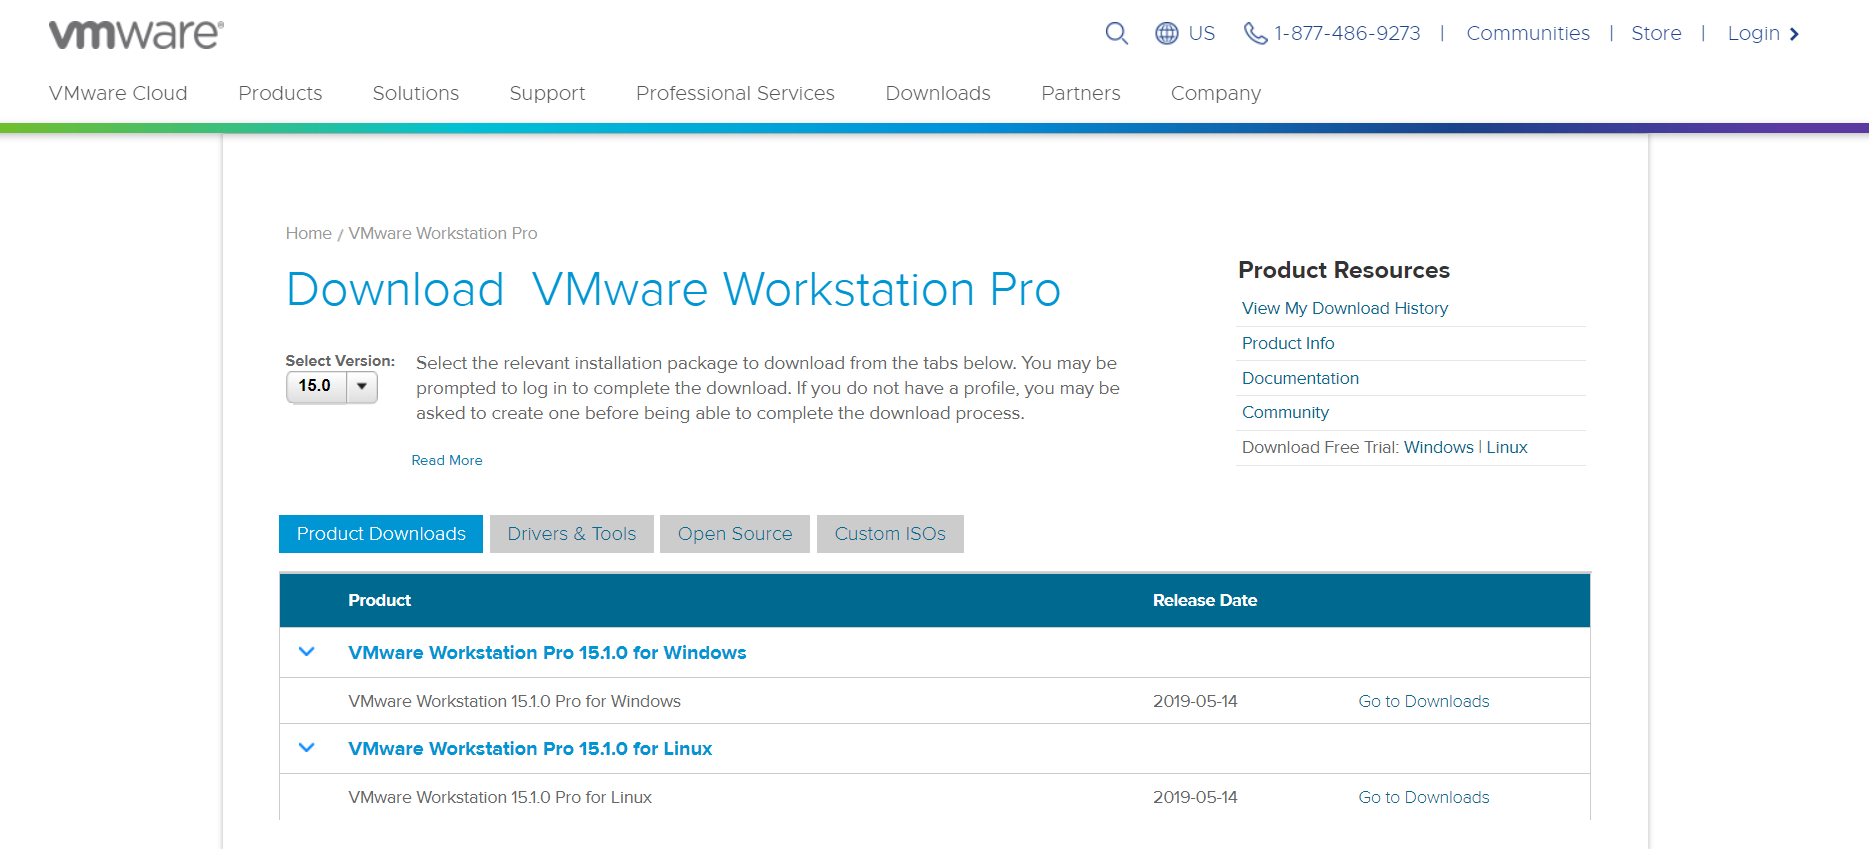 vmware®
US
1-877-486-9273 | Communities | Store | Login
VMware Cloud Products Solutions Support Professional Services Downloads Partners Company
Home / VMware Workstation Pro
Download VMware Workstation Pro
Select Version:
15.0
Select the relevant installation package to download from the tabs below. You may be
prompted to log in to complete the download. If you do not have a profile, you may be
asked to create one before being able to complete the download process.
Read More
Product Resources
View My Download History
Product Info
Documentation
Community
Download Free Trial: Windows | Linux
Product Downloads Drivers & Tools Open Source Custom ISOs
Product Release Date
VMware Workstation Pro 15.1.0 for Windows
VMware Workstation 15.1.0 Pro for Windows 2019-05-14 Go to Downloads
VMware Workstation Pro 15.1.0 for Linux
VMware Workstation 15.1.0 Pro for Linux 2019-05-14 Go to Downloads